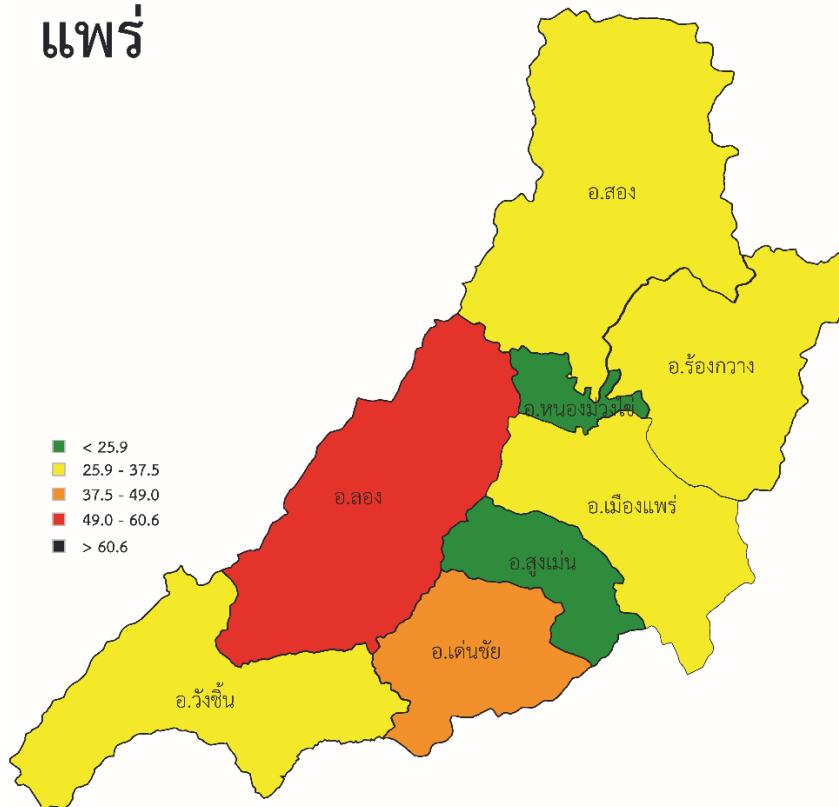 แพร่
อ.สอง
อ.ร้องกวาง
อ.หนองม่วงไข่
< 25.9
25.9 - 37.5
37.5 - 49.0
49.0 - 60.6
> 60.6
อ.ลอง
อ.เมืองแพร่
อ.สูงเม่น
อ.เด่นชัย
อ.วังชิ้น